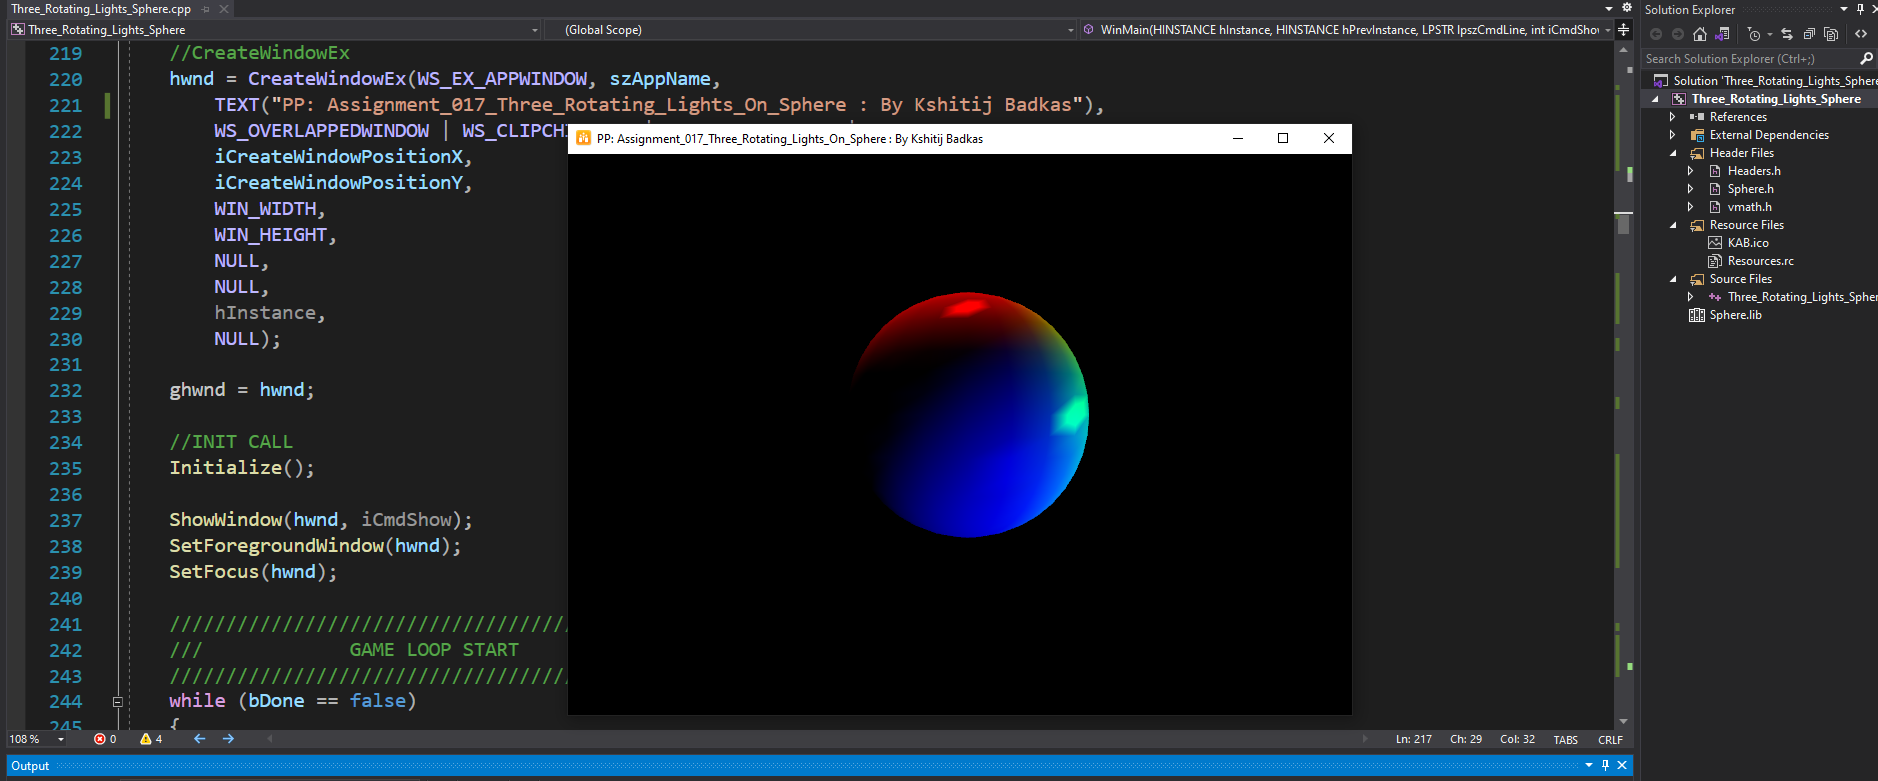 Three_Rotating_Lights_Sphere.cpp
Three_Rotating_Lights_Sphere
(Global Scope)
WinMain(HINSTANCE hInstance, HINSTANCE hPrevInstance, LPSTR lpszCmdLine, int iCmdShow
219 //CreateWindowEx
220 hwnd = CreateWindowEx(WS_EX_APPWINDOW, szAppName,
221 TEXT("PP: Assignment_017_Three_Rotating_Lights_On_Sphere : By Kshitij Badkas"),
222 WS_OVERLAPPEDWINDOW | WS_CLIPCHI
223 iCreateWindowPositionX,
224 iCreateWindowPositionY,
225 WIN_WIDTH,
226 WIN_HEIGHT,
227 NULL,
228 NULL,
229 hInstance,
230 NULL);
231
232 ghwnd = hwnd;
233
234 //INIT CALL
235 Initialize();
236
237 ShowWindow(hwnd, iCmdShow);
238 SetForegroundWindow(hwnd);
239 SetFocus(hwnd);
240
241 ///////////////////////////////////
242 /// GAME LOOP START
243 ///////////////////////////////////
244 while (bDone == false)
245 {
PP: Assignment_017_Three_Rotating_Lights_On_Sphere : By Kshitij Badkas
108 %
0
4
Ln: 217 Ch: 29 Col: 32 TABS CRLF
Output
Solution Explorer
Search Solution Explorer (Ctrl+;)
Solution 'Three_Rotating_Lights_Sphere
Three_Rotating_Lights_Sphere
References
External Dependencies
Header Files
Headers.h
Sphere.h
vmath.h
Resource Files
KAB.ico
Resources.rc
Source Files
Three_Rotating_Lights_Spher
Sphere.lib